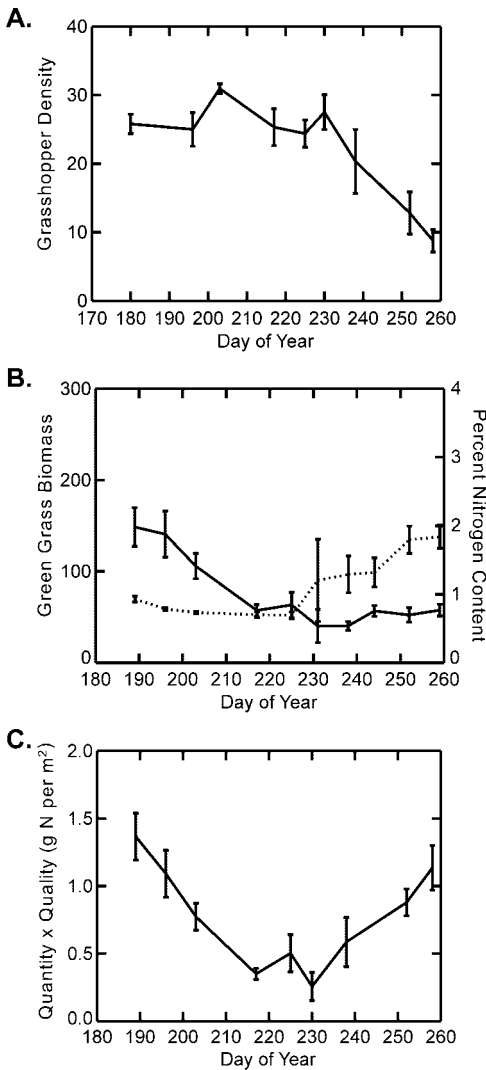 A.
40
30
20
10
0
Grasshopper Density
170 180 190 200 210 220 230 240 250 260
Day of Year
B.
300
200
100
0
Green Grass Biomass
4
3
2
1
0
Percent Nitrogen Content
180 190 200 210 220 230 240 250 260
Day of Year
C.
2.0
1.5
1.0
0.5
0.0
Quantity x Quality (g N per m²)
180 190 200 210 220 230 240 250 260
Day of Year